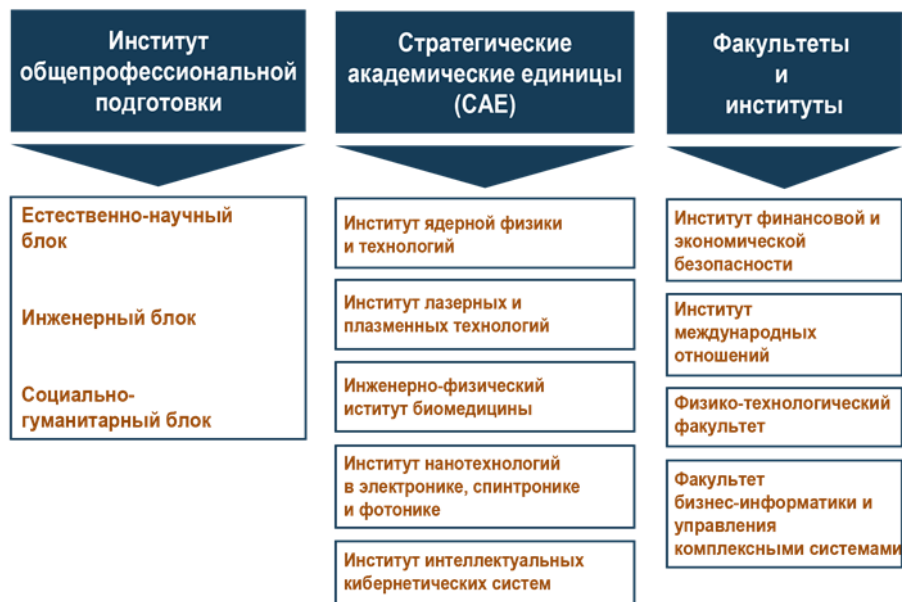 Институт
общепрофессиональной
подготовки
Естественно-научный
блок
Инженерный блок
Социально-
гуманитарный блок
Стратегические
академические единицы
(САЕ)
Институт ядерной физики
и технологий
Институт лазерных и
плазменных технологий
Инженерно-физический
иститут биомедицины
Институт нанотехнологий
в электронике, спинтронике
и фотонике
Институт интеллектуальных
кибернетических систем
Факультеты
и
институты
Институт финансовой и
экономической
безопасности
Институт
международных
отношений
Физико-технологический
факультет
Факультет
бизнес-информатики и
управления
комплексными системами